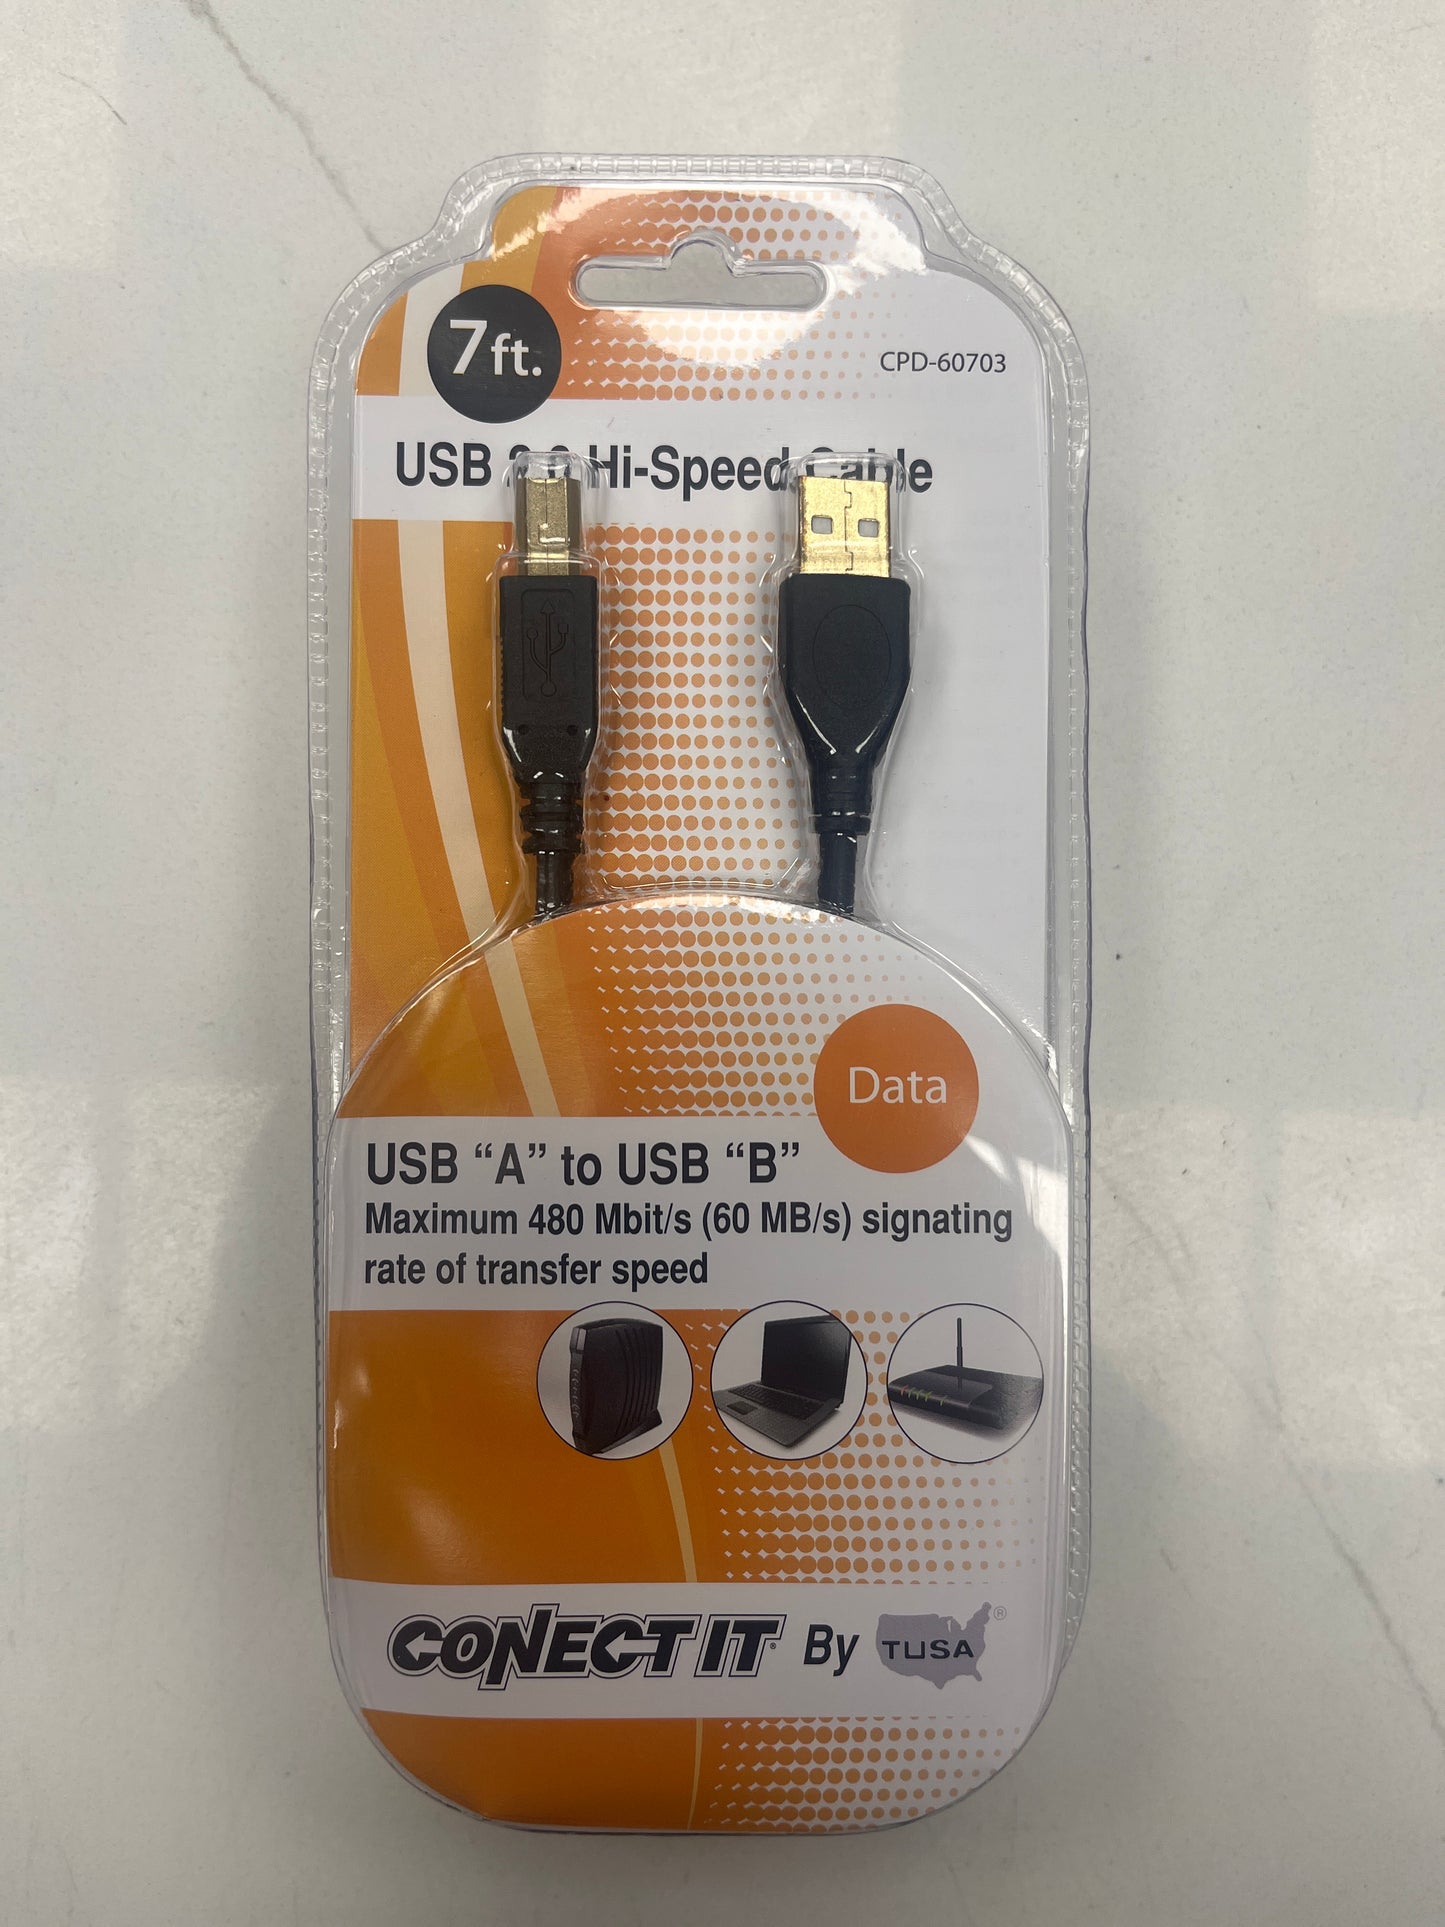 7ft.
CPD-60703
USB 2.0 Hi-Speed Cable
Data
USB “A” to USB “B”
Maximum 480 Mbit/s (60 MB/s) signating
rate of transfer speed
CONECT IT® By TUSA®